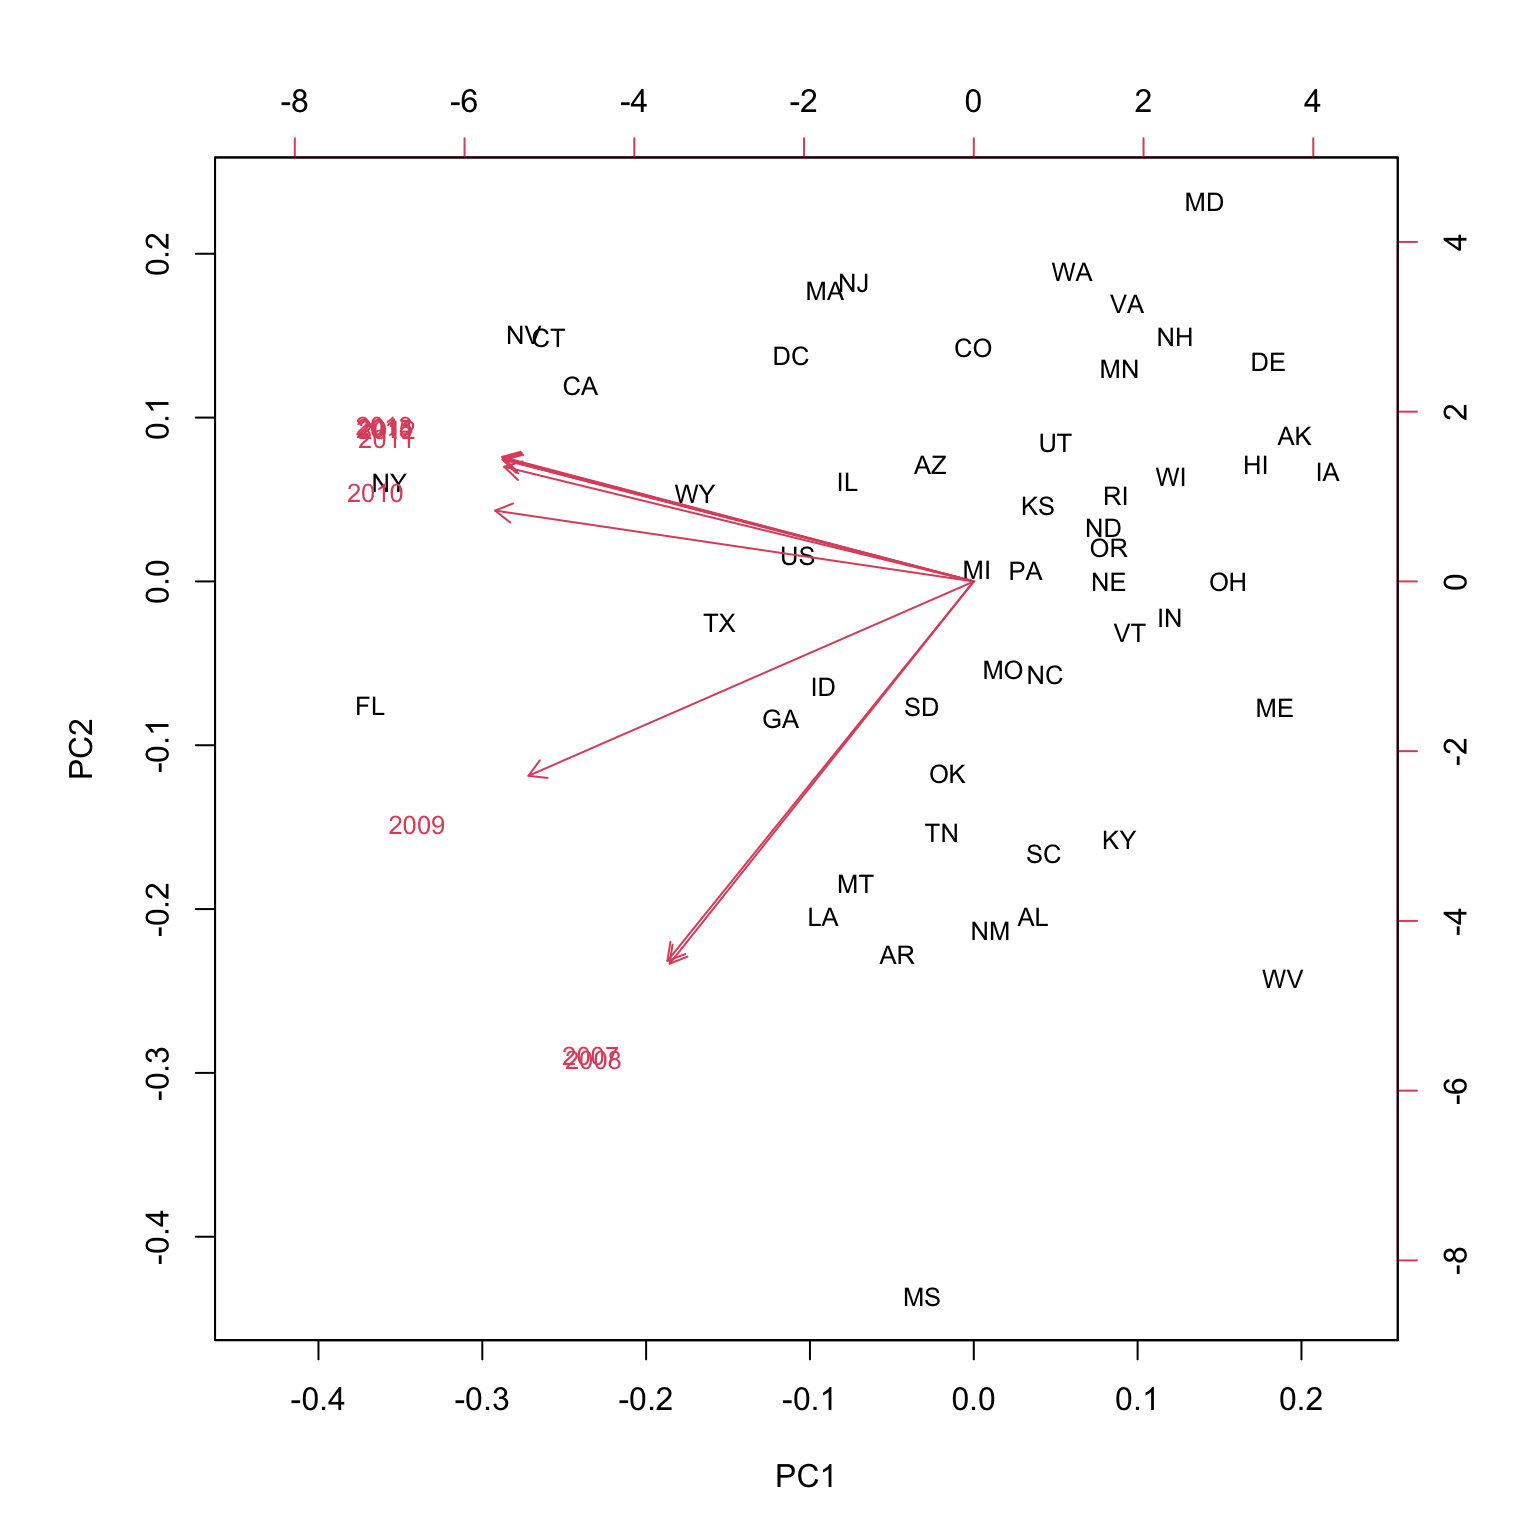 -8 -6 -4 -2 0 2 4
MD
0.2 4
WA
NJ
MA
VA
NV CT NH
CO
DC
DE
MN
CA
0.1 2
2012
2011
AK
UT
AZ HI
IA
WI
NY IL
2010 WY
RI
KS
ND
OR
US
MI PA
0.0 NE OH 0
IN
TX
VT
MO NC
ID
FL SD ME
GA
-0.1 -2
PC2
OK
2009
TN
KY
SC
MT
-0.2 LA AL -4
NM
AR
WV
2007
2008
-0.3 -6
-0.4 -8
MS
-0.4 -0.3 -0.2 -0.1 0.0 0.1 0.2
PC1